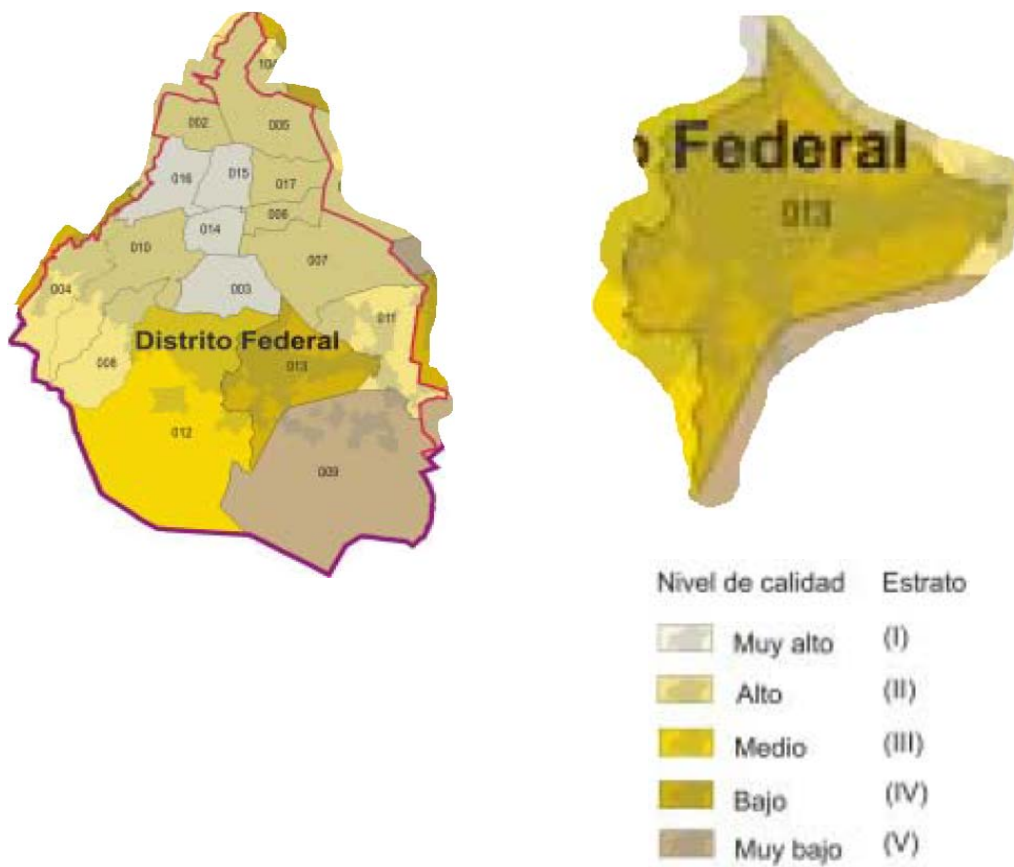 104
002
005
016
015
017
006
014
010
007
004
003
011
Distrito Federal
008
013
012
009
Federal
013
Nivel de calidad Estrato
Muy alto (I)
Alto (II)
Medio (III)
Bajo (IV)
Muy bajo (V)